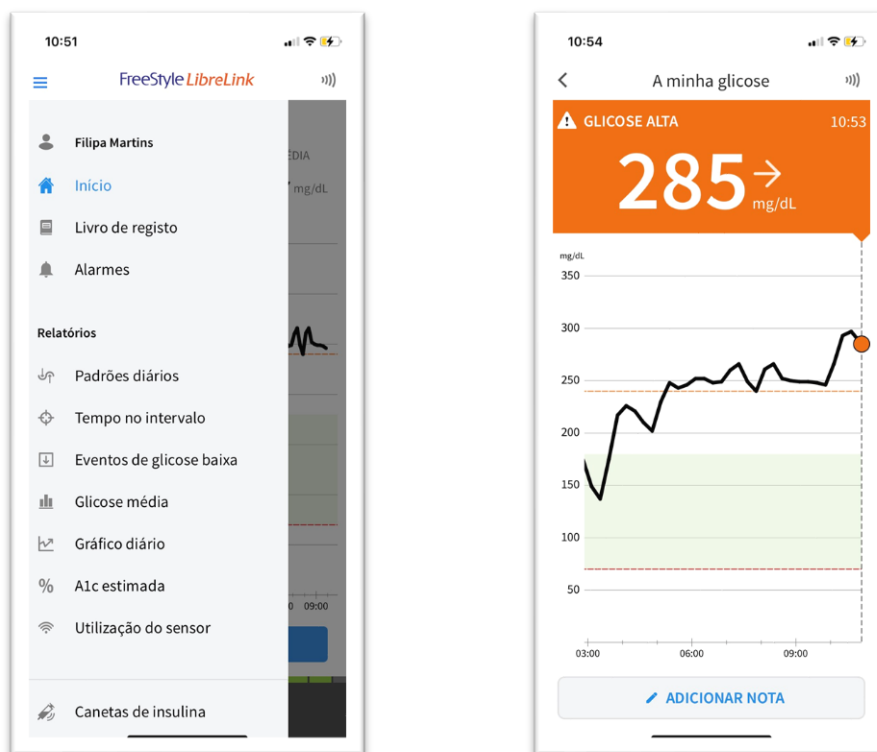 10:51
FreeStyle LibreLink
Filipa Martins
Início
Livro de registo
Alarmes
Relatórios
Padrões diários
Tempo no intervalo
Eventos de glicose baixa
Glicose média
Gráfico diário
% A1c estimada
Utilização do sensor
Canetas de insulina
ÉDIA
mg/dL
09:00
10:54
A minha glicose
GLICOSE ALTA 10:53
285
mg/dL
mg/dL
350
300
250
200
150
100
50
03:00 06:00 09:00
ADICIONAR NOTA